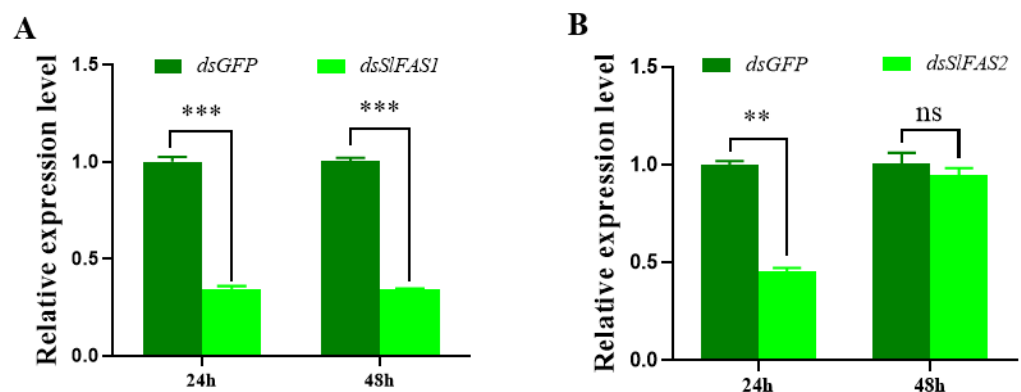 A
dsGFP dsSlFAS1
Relative expression level
1.5
1.0
0.5
0.0
*** ***
24h 48h
B
dsGFP dsSlFAS2
Relative expression level
1.5
1.0
0.5
0.0
** ns
24h 48h